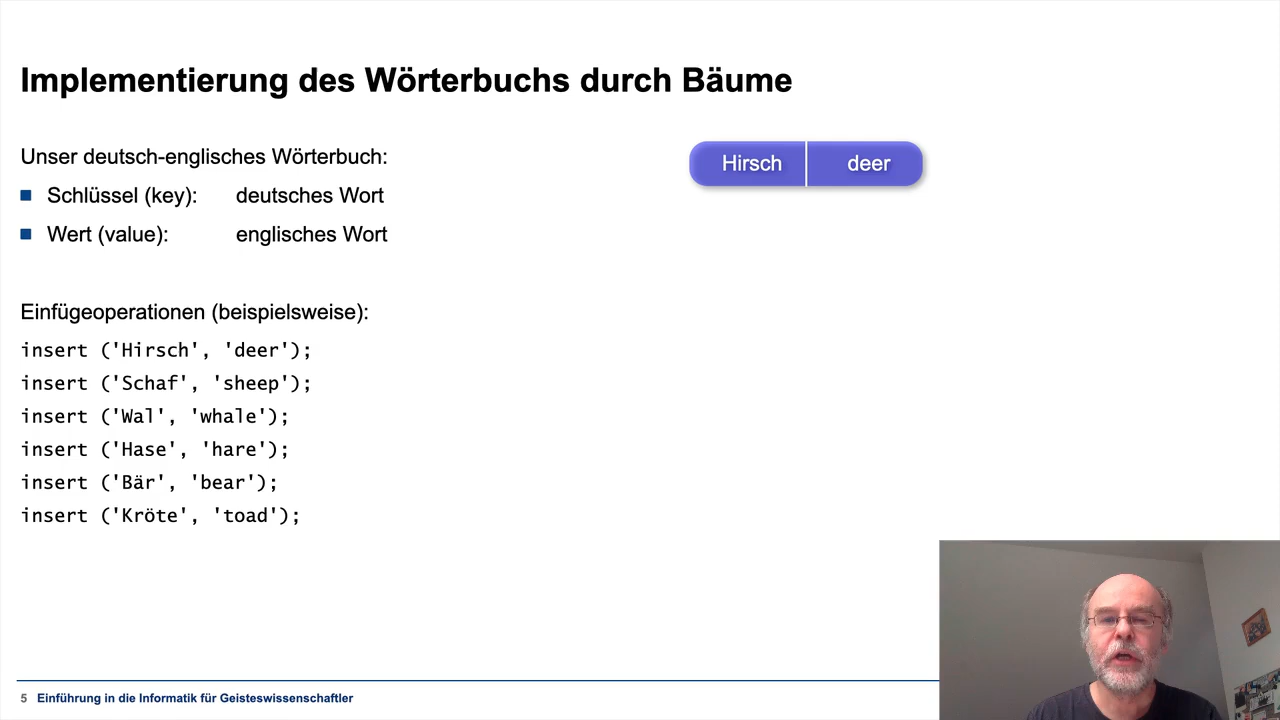 Implementierung des Wörterbuchs durch Bäume
Unser deutsch-englisches Wörterbuch:
Schlüssel (key): deutsches Wort
Wert (value): englisches Wort
Einfügeoperationen (beispielsweise):
insert ('Hirsch', 'deer');
insert ('Schaf', 'sheep');
insert ('Wal', 'whale');
insert ('Hase', 'hare');
insert ('Bär', 'bear');
insert ('Kröte', 'toad');
Hirsch deer
5 Einführung in die Informatik für Geisteswissenschaftler